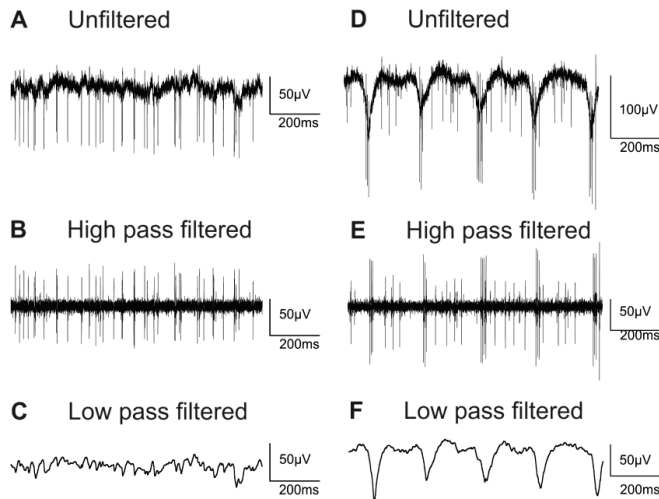 A Unfiltered
50µV
200ms
B High pass filtered
50µV
200ms
C Low pass filtered
50µV
200ms
D Unfiltered
100µV
200ms
E High pass filtered
50µV
200ms
F Low pass filtered
50µV
200ms